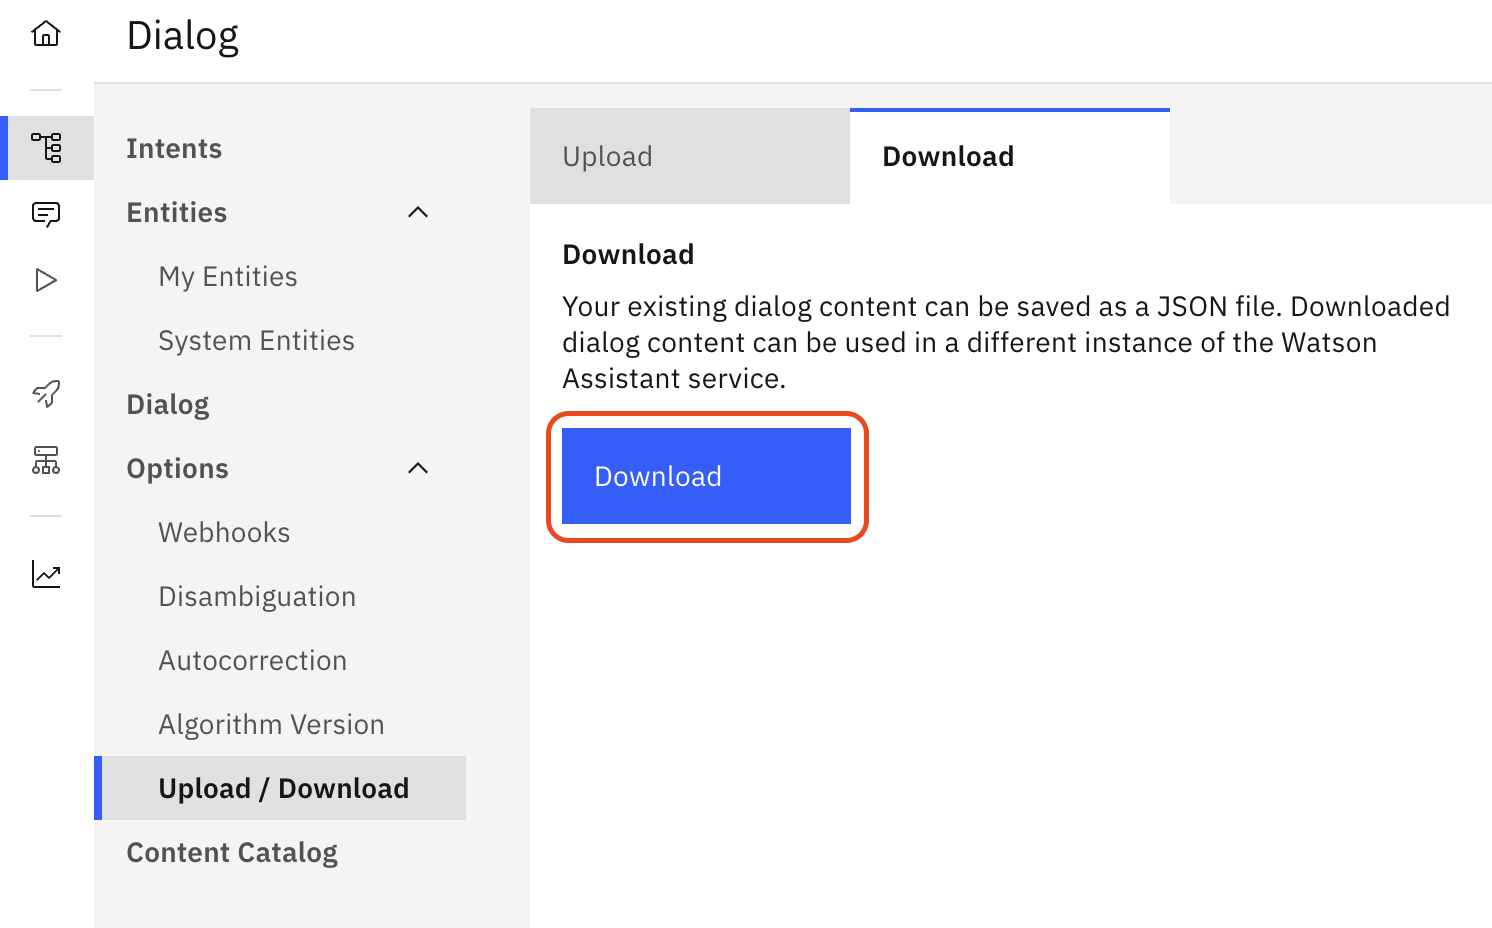 Dialog
Intents
Entities
My Entities
System Entities
Dialog
Options
Webhooks
Disambiguation
Autocorrection
Algorithm Version
Upload / Download
Content Catalog
Upload
Download
Download
Your existing dialog content can be saved as a JSON file. Downloaded
dialog content can be used in a different instance of the Watson
Assistant service.
Download